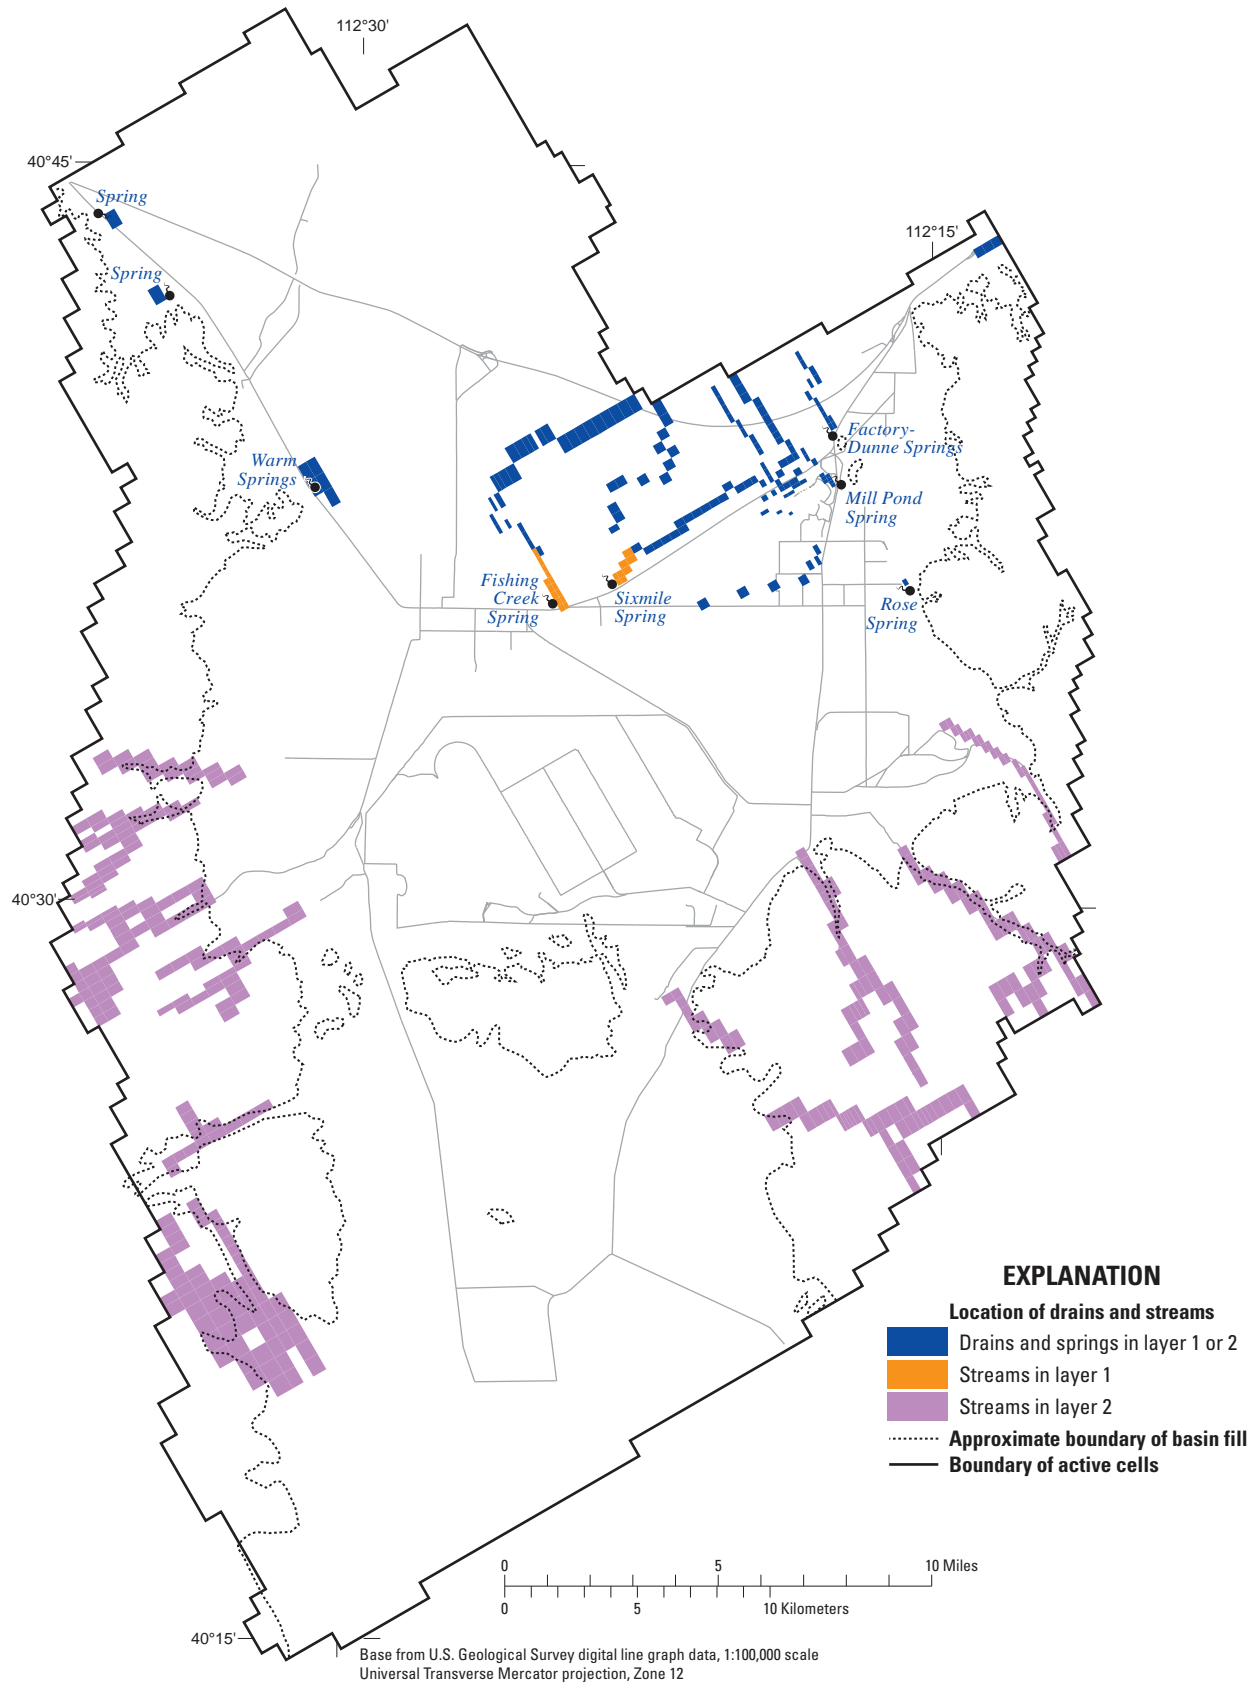 112°30'
40°45'
Spring
112°15'
Spring
Factory-
Dunne Springs
Warm
Springs
Mill Pond
Spring
Fishing
Creek
Spring
Sixmile
Spring
Rose
Spring
40°30'
EXPLANATION
Location of drains and streams
Drains and springs in layer 1 or 2
Streams in layer 1
Streams in layer 2
Approximate boundary of basin fill
Boundary of active cells
0 5 10 Miles
0 5 10 Kilometers
40°15'
Base from U.S. Geological Survey digital line graph data, 1:100,000 scale
Universal Transverse Mercator projection, Zone 12